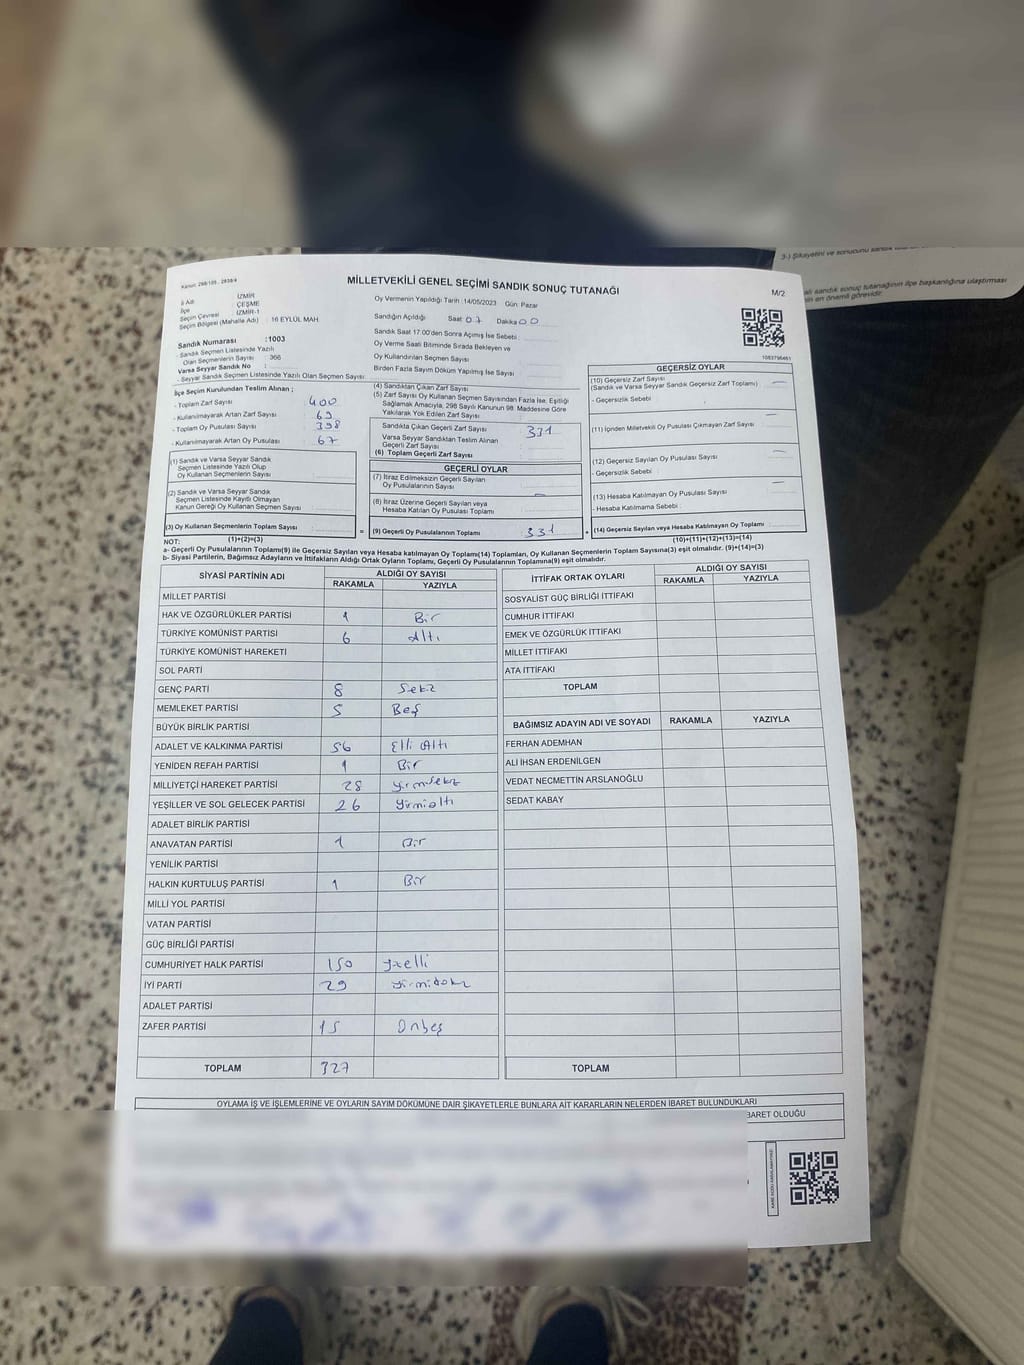 3-) Şikayetini ve sonucunu
ali sandık sonuç tutanağının ilçe başkanlığına ulaştırması
nin en önemli görevidir.
MİLLETVEKİLİ GENEL SEÇİMİ SANDIK SONUÇ TUTANAĞI
M/2
İl Adı : İZMİR
İlçe : ÇEŞME
Seçim Çevresi : İZMİR-1
Seçim Bölgesi (Mahalle Adı) : 16 EYLÜL MAH.
Oy Vermenin Yapıldığı Tarih :14/05/2023 Gün: Pazar
Sandığın Açıldığı Saat 07 Dakika 00
Sandık Saat 17.00'den Sonra Açılmış İse Sebebi :
Oy Verme Saati Bitiminde Sırada Bekleyen ve
Oy Kullandırılan Seçmen Sayısı
Birden Fazla Sayım Döküm Yapılmış İse Sayısı
Sandık Numarası :1003
- Sandık Seçmen Listesinde Yazılı
Olan Seçmenlerin Sayısı : 366
Varsa Seyyar Sandık No :
- Seyyar Sandık Seçmen Listesinde Yazılı Olan Seçmen Sayısı:
İlçe Seçim Kurulundan Teslim Alınan ;
- Toplam Zarf Sayısı 400
- Kullanılmayarak Artan Zarf Sayısı 69
- Toplam Oy Pusulası Sayısı 398
- Kullanılmayarak Artan Oy Pusulası 67
(1) Sandık ve Varsa Seyyar Sandık
Seçmen Listesinde Yazılı Olup
Oy Kullanan Seçmenlerin Sayısı
(2) Sandık ve Varsa Seyyar Sandık
Seçmen Listesinde Kayıtlı Olmayan
Kanun Gereği Oy Kullanan Seçmen Sayısı
(3) Oy Kullanan Seçmenlerin Toplam Sayısı
(4) Sandıktan Çıkan Zarf Sayısı
(5) Zarf Sayısı Oy Kullanan Seçmen Sayısından Fazla İse, Eşitliği
Sağlamak Amacıyla, 298 Sayılı Kanunun 98. Maddesine Göre
Yakılarak Yok Edilen Zarf Sayısı
Sandıkta Çıkan Geçerli Zarf Sayısı 331
Varsa Seyyar Sandıktan Teslim Alınan
Geçerli Zarf Sayısı
(6) Toplam Geçerli Zarf Sayısı
GEÇERLİ OYLAR
(7) İtiraz Edilmeksizin Geçerli Sayılan
Oy Pusulalarının Sayısı
(8) İtiraz Üzerine Geçerli Sayılan veya
Hesaba Katılan Oy Pusulası Toplamı
= (9) Geçerli Oy Pusulalarının Toplamı 331
1083796461
GEÇERSİZ OYLAR
(10) Geçersiz Zarf Sayısı
(Sandık ve Varsa Seyyar Sandık Geçersiz Zarf Toplamı)
- Geçersizlik Sebebi :
(11) İçinden Milletvekili Oy Pusulası Çıkmayan Zarf Sayısı
(12) Geçersiz Sayılan Oy Pusulası Sayısı
- Geçersizlik Sebebi :
(13) Hesaba Katılmayan Oy Pusulası Sayısı
- Hesaba Katılmama Sebebi :
+ (14) Geçersiz Sayılan veya Hesaba Katılmayan Oy Toplamı
NOT: (1)+(2)=(3) (10)+(11)+(12)+(13)=(14)
a- Geçerli Oy Pusulalarının Toplamı(9) ile Geçersiz Sayılan veya Hesaba katılmayan Oy Toplam(14) Toplamları, Oy Kullanan Seçmenlerin Toplam Sayısına(3) eşit olmalıdır. (9)+(14)=(3)
b- Siyasi Partilerin, Bağımsız Adayların ve İttifakların Aldığı Ortak Oyların Toplamı, Geçerli Oy Pusulalarının Toplamına(9) eşit olmalıdır.
SİYASİ PARTİNİN ADI ALDIĞI OY SAYISI
RAKAMLA YAZIYLA
MİLLET PARTİSİ
HAK VE ÖZGÜRLÜKLER PARTİSİ 1 Bir
TÜRKİYE KOMÜNİST PARTİSİ 6 Altı
TÜRKİYE KOMÜNİST HAREKETİ
SOL PARTİ
GENÇ PARTİ 8 Sekz
MEMLEKET PARTİSİ 5 Beş
BÜYÜK BİRLİK PARTİSİ
ADALET VE KALKINMA PARTİSİ 56 Elli Altı
YENİDEN REFAH PARTİSİ 1 Bir
MİLLİYETÇİ HAREKET PARTİSİ 28 yirmisekz
YEŞİLLER VE SOL GELECEK PARTİSİ 26 Yirmialtı
ADALET BİRLİK PARTİSİ
ANAVATAN PARTİSİ 1 Bir
YENİLİK PARTİSİ
HALKIN KURTULUŞ PARTİSİ 1 Bir
MİLLİ YOL PARTİSİ
VATAN PARTİSİ
GÜÇ BİRLİĞİ PARTİSİ
CUMHURİYET HALK PARTİSİ 150 yzelli
İYİ PARTİ 29 yirmidokz
ADALET PARTİSİ
ZAFER PARTİSİ 15 Onbeş
TOPLAM 327
İTTİFAK ORTAK OYLARI ALDIĞI OY SAYISI
RAKAMLA YAZIYLA
SOSYALİST GÜÇ BİRLİĞİ İTTİFAKI
CUMHUR İTTİFAKI
EMEK VE ÖZGÜRLÜK İTTİFAKI
MİLLET İTTİFAKI
ATA İTTİFAKI
TOPLAM
BAĞIMSIZ ADAYIN ADI VE SOYADI RAKAMLA YAZIYLA
FERHAN ADEMHAN
ALİ İHSAN ERDENİLGEN
VEDAT NECMETTİN ARSLANOĞLU
SEDAT KABAY
TOPLAM
OYLAMA İŞ VE İŞLEMLERİNE VE OYLARIN SAYIM DÖKÜMÜNE DAİR ŞİKAYETLERLE BUNLARA AİT KARARLARIN NELERDEN İBARET BULUNDUKLARI
BARET OLDUĞU